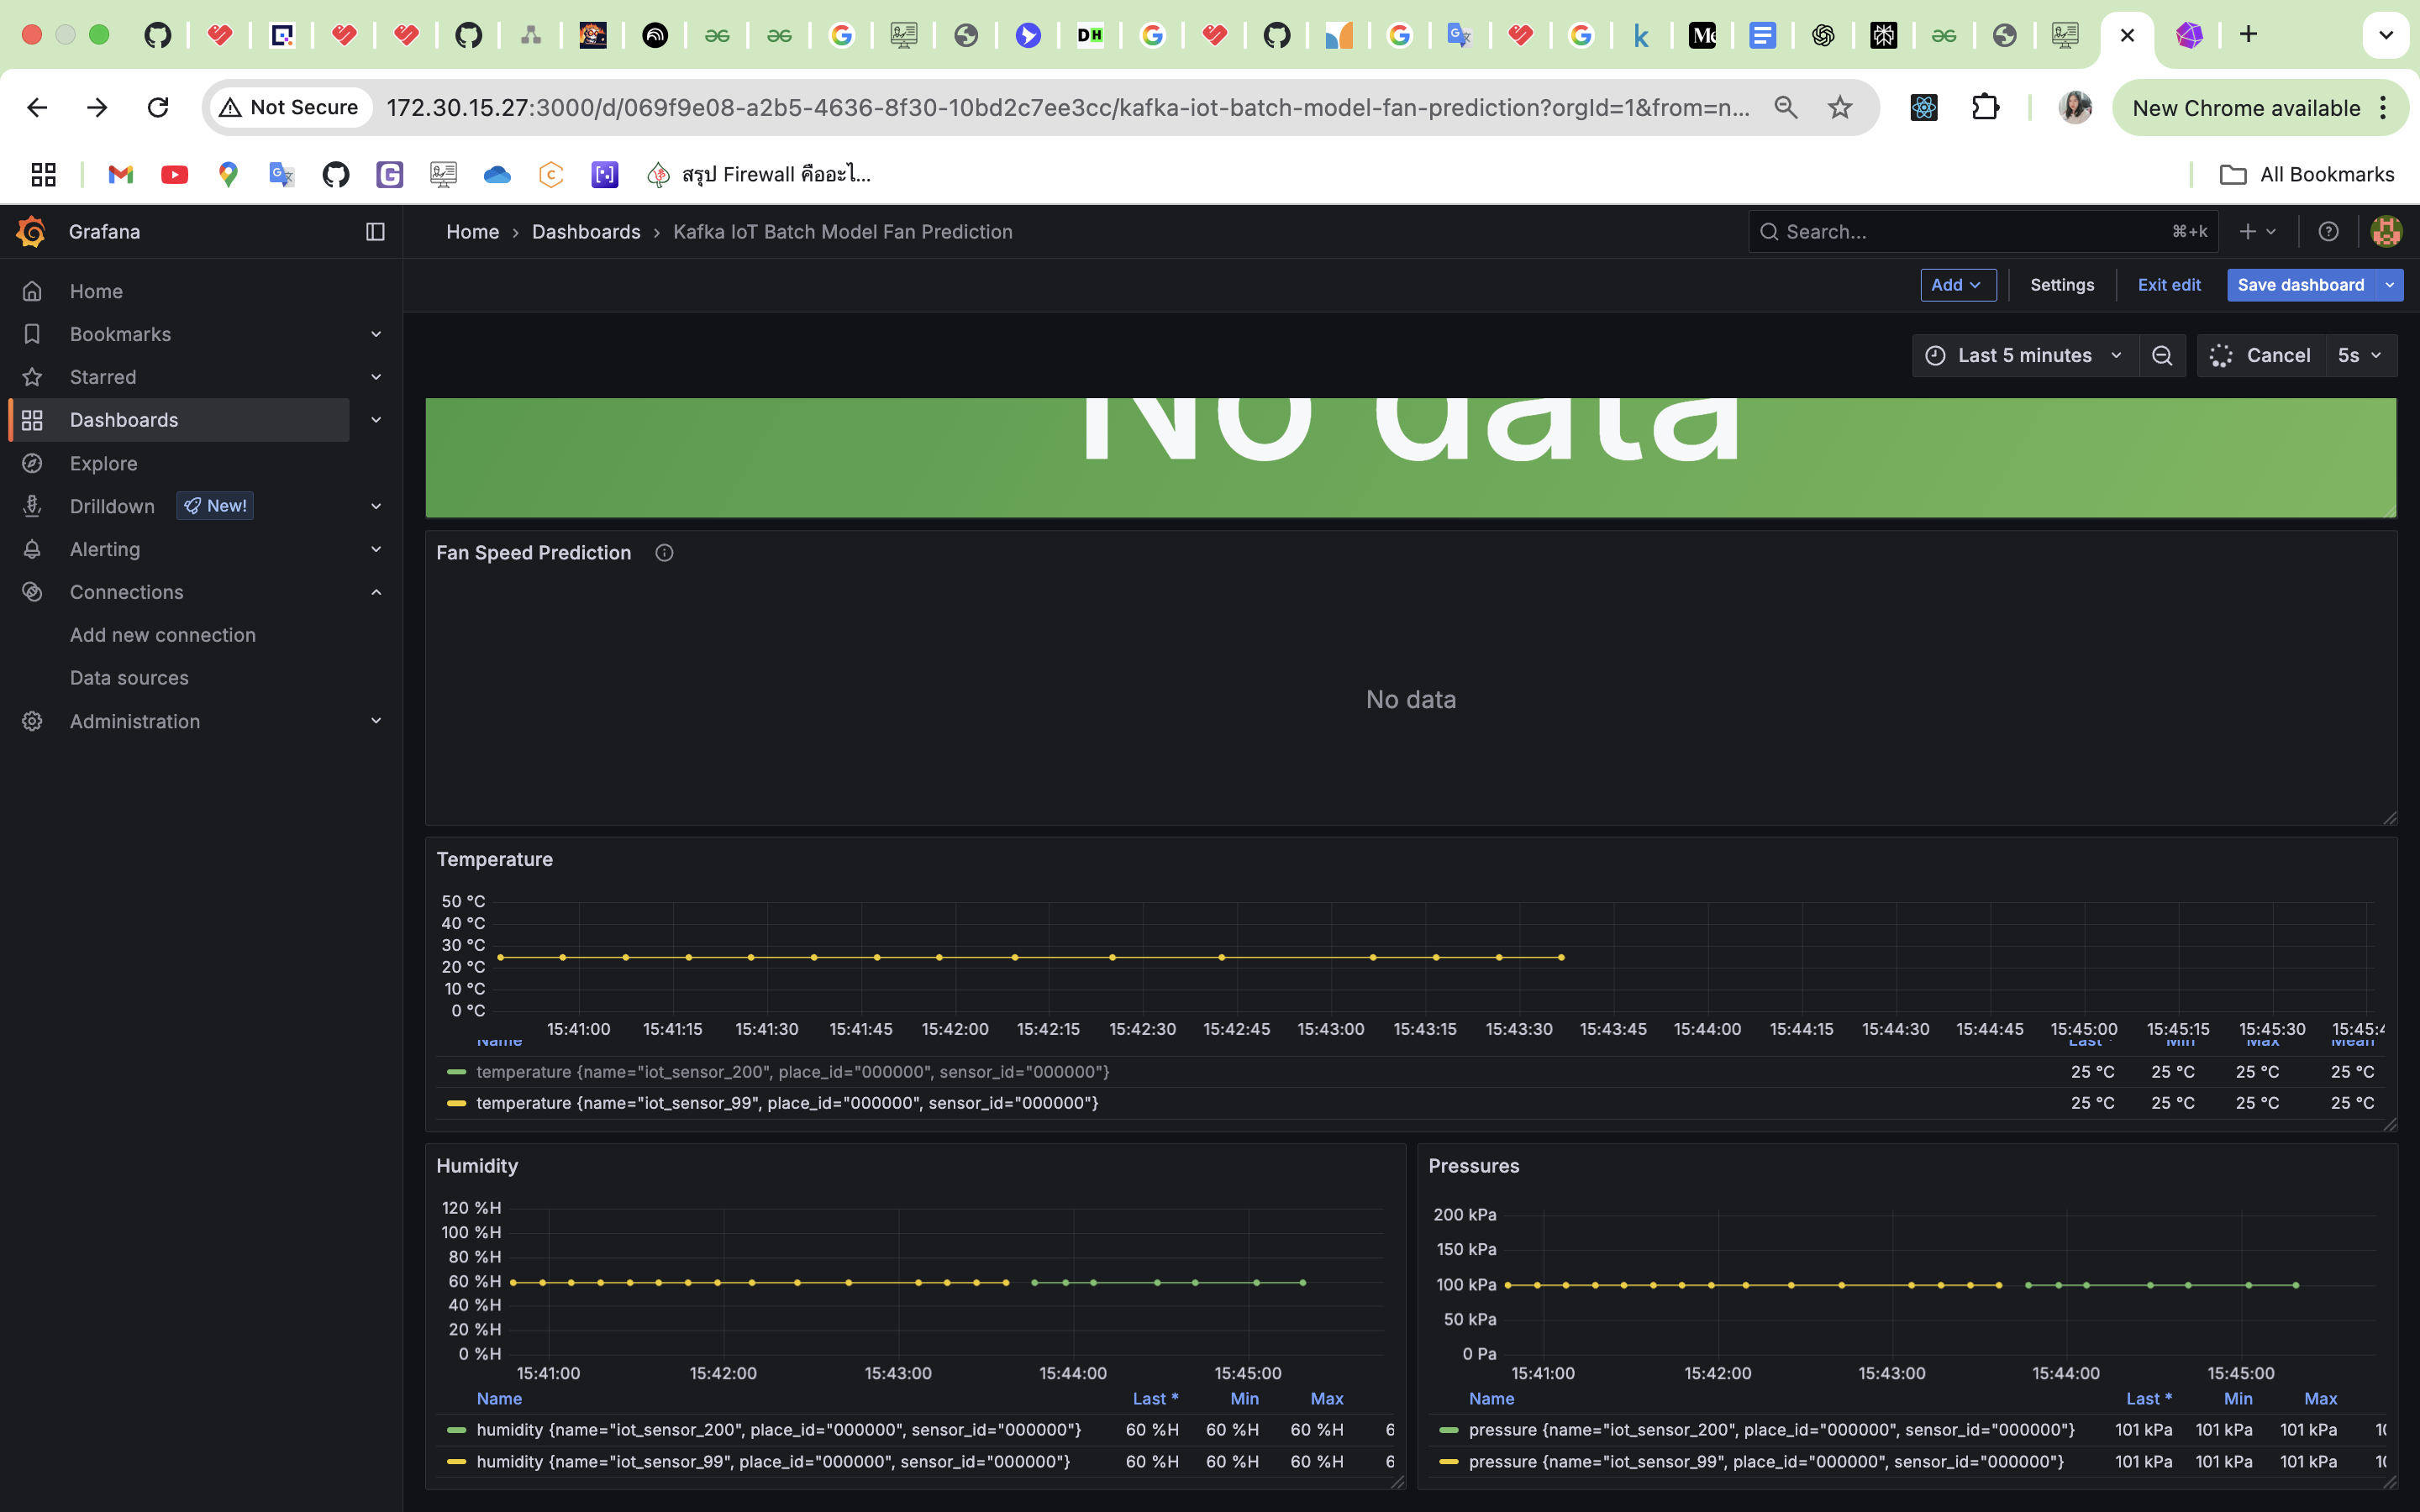 Not Secure
172.30.15.27:3000/d/069f9e08-a2b5-4636-8f30-10bd2c7ee3cc/kafka-iot-batch-model-fan-prediction?orgId=1&from=n...
New Chrome available
สรุป Firewall คืออะไ...
All Bookmarks
Grafana
Home › Dashboards › Kafka IoT Batch Model Fan Prediction
Search...
⌘+k
Add
Settings
Exit edit
Save dashboard
Last 5 minutes
Cancel
5s
Home
Bookmarks
Starred
Dashboards
Explore
Drilldown
New!
Alerting
Connections
Add new connection
Data sources
Administration
No data
Fan Speed Prediction
No data
Temperature
50 °C
40 °C
30 °C
20 °C
10 °C
0 °C
15:41:00 15:41:15 15:41:30 15:41:45 15:42:00 15:42:15 15:42:30 15:42:45 15:43:00 15:43:15 15:43:30 15:43:45 15:44:00 15:44:15 15:44:30 15:44:45 15:45:00 15:45:15 15:45:30 15:45:4
Name Last * Min Max Mean
temperature {name="iot_sensor_200", place_id="000000", sensor_id="000000"} 25 °C 25 °C 25 °C 25 °C
temperature {name="iot_sensor_99", place_id="000000", sensor_id="000000"} 25 °C 25 °C 25 °C 25 °C
Humidity
120 %H
100 %H
80 %H
60 %H
40 %H
20 %H
0 %H
15:41:00 15:42:00 15:43:00 15:44:00 15:45:00
Name Last * Min Max
humidity {name="iot_sensor_200", place_id="000000", sensor_id="000000"} 60 %H 60 %H 60 %H 6
humidity {name="iot_sensor_99", place_id="000000", sensor_id="000000"} 60 %H 60 %H 60 %H 6
Pressures
200 kPa
150 kPa
100 kPa
50 kPa
0 Pa
15:41:00 15:42:00 15:43:00 15:44:00 15:45:00
Name Last * Min Max
pressure {name="iot_sensor_200", place_id="000000", sensor_id="000000"} 101 kPa 101 kPa 101 kPa 10
pressure {name="iot_sensor_99", place_id="000000", sensor_id="000000"} 101 kPa 101 kPa 101 kPa 10